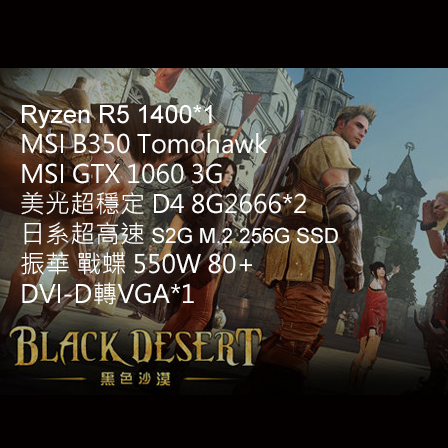 Ryzen R5 1400*1
MSI B350 Tomohawk
MSI GTX 1060 3G
美光超穩定 D4 8G2666*2
日系超高速 S2G M.2 256G SSD
振華 戰蝶 550W 80+
DVI-D轉VGA*1
BLACK DESERT
黑色沙漠